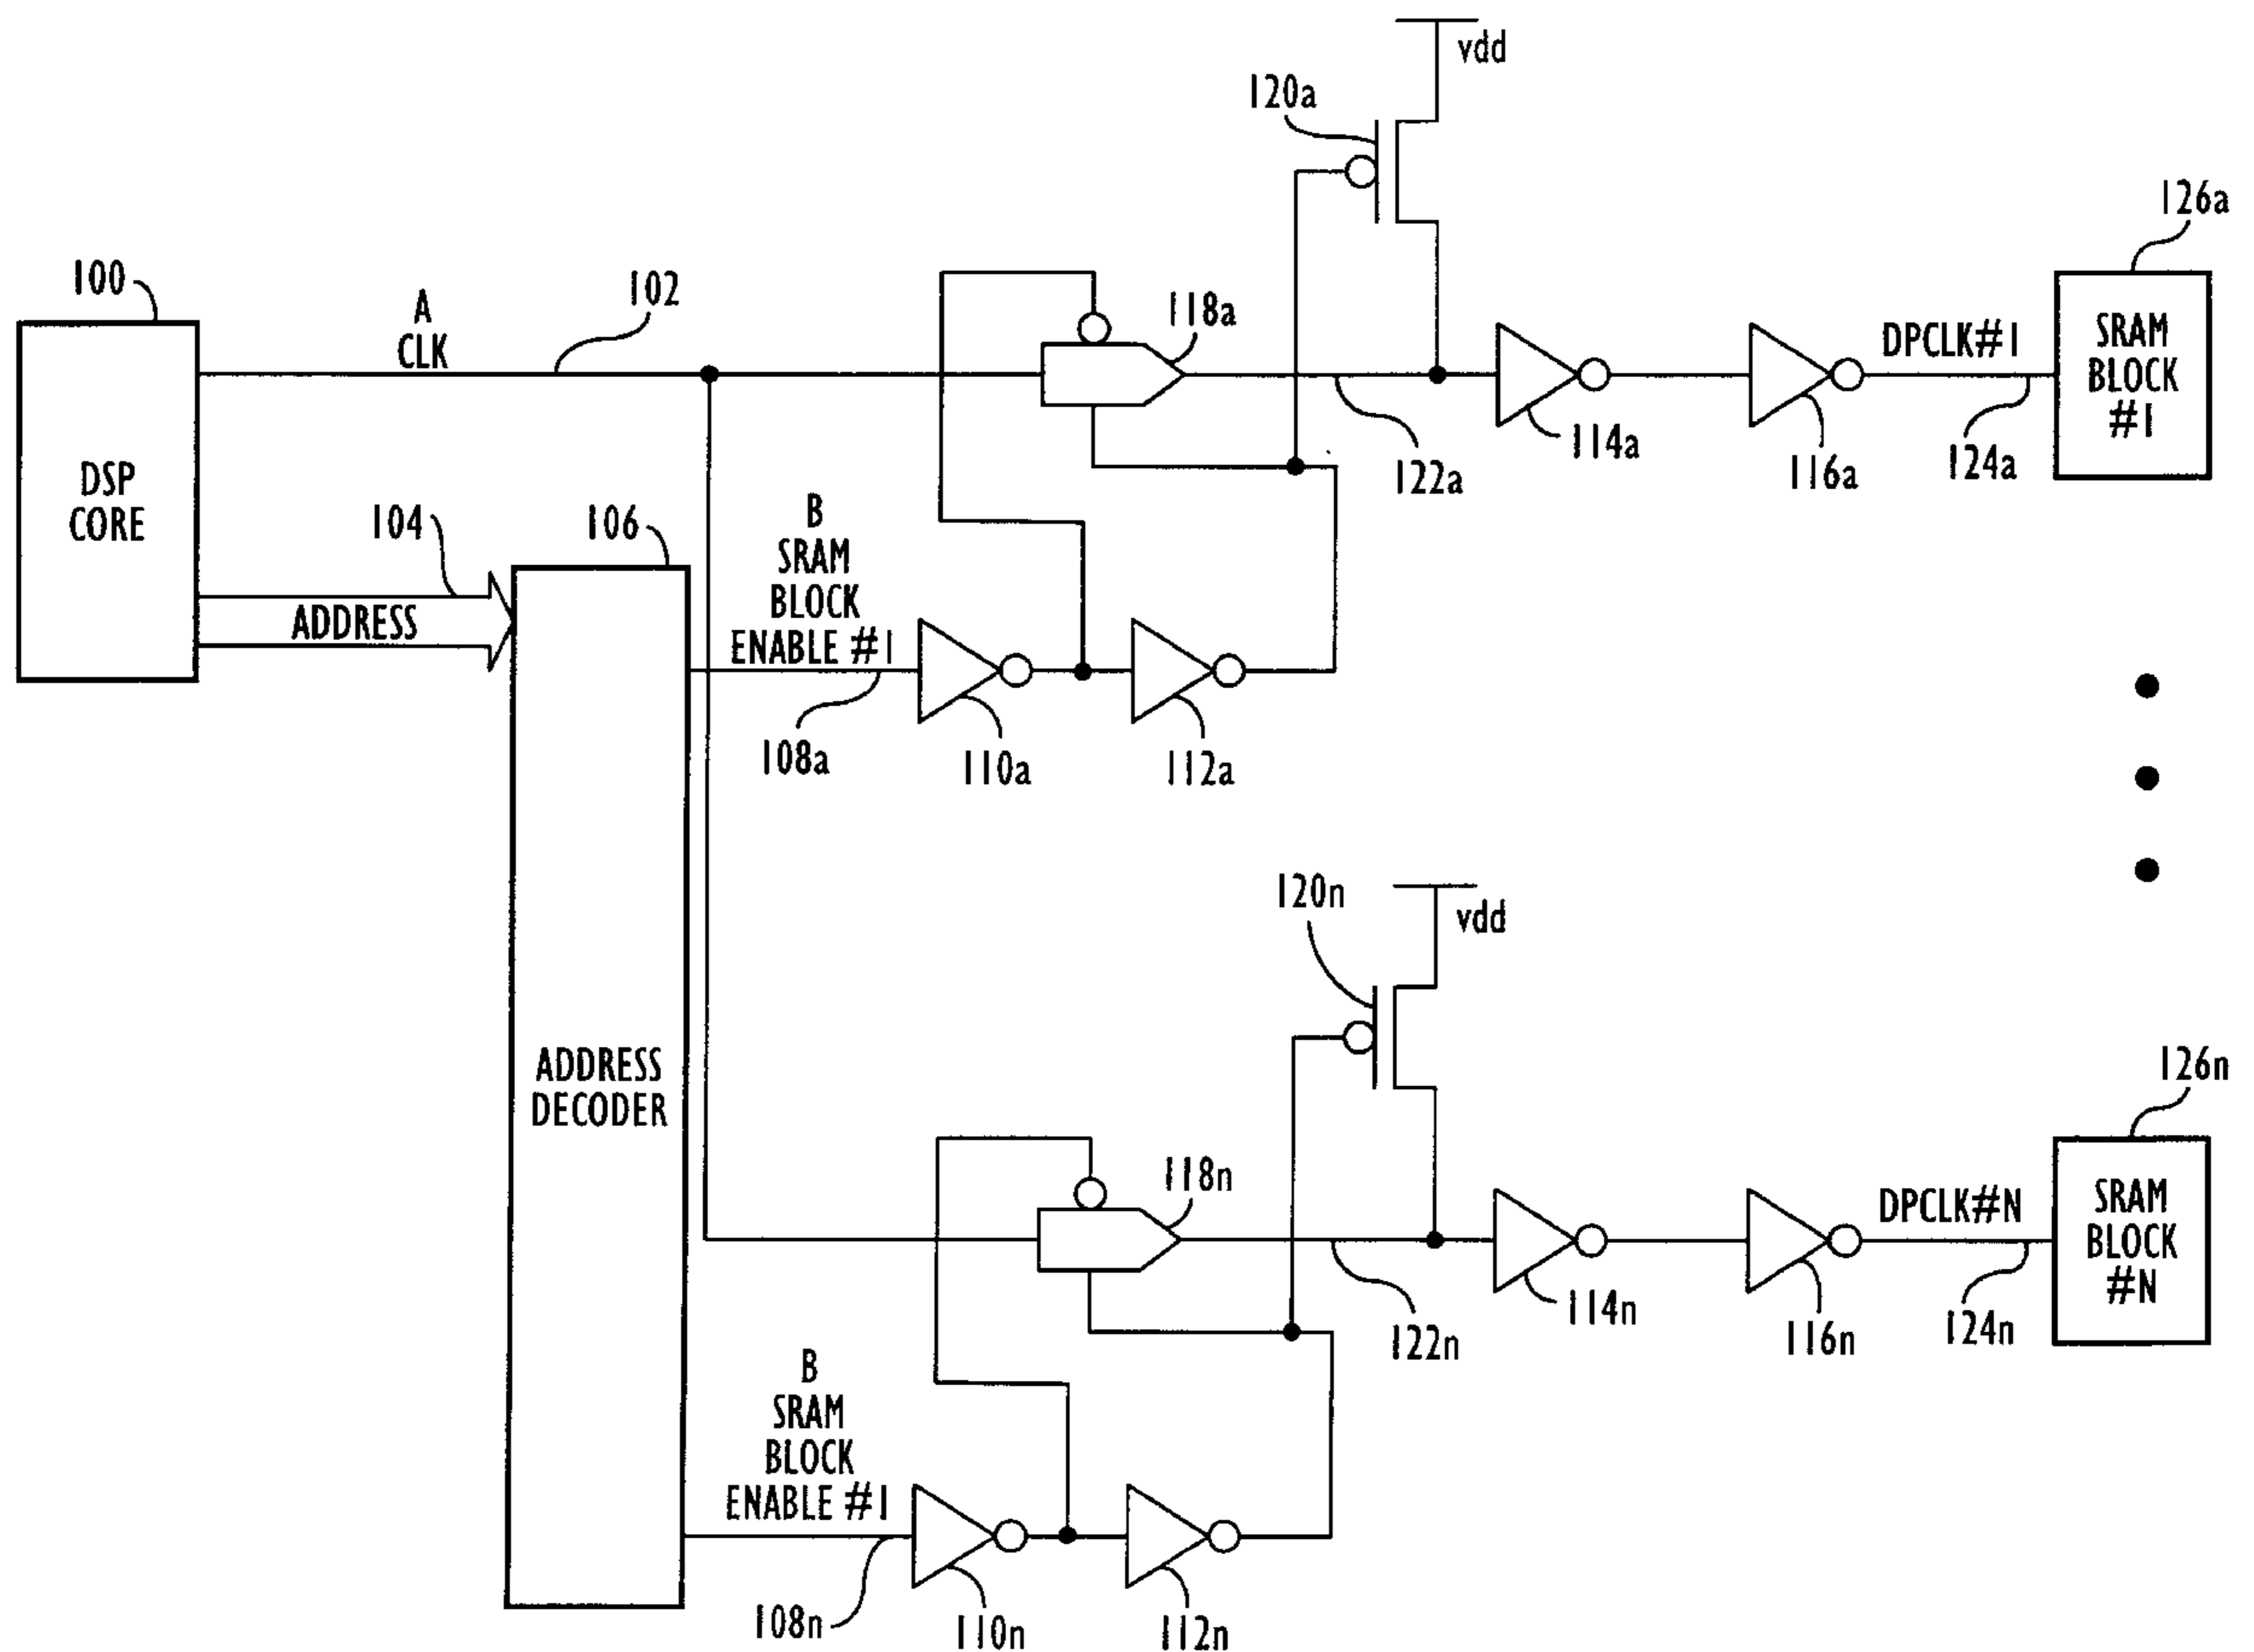 vdd
120a
126a
100
A
CLK
102
118a
DPCLK#1
SRAM
BLOCK
#1
114a
116a
124a
122a
DSP
CORE
104
106
ADDRESS
B
SRAM
BLOCK
ENABLE #1
108a
110a
112a
120n
vdd
126n
ADDRESS
DECODER
118n
DPCLK#N
SRAM
BLOCK
#N
114n
116n
124n
122n
B
SRAM
BLOCK
ENABLE #1
108n
110n
112n